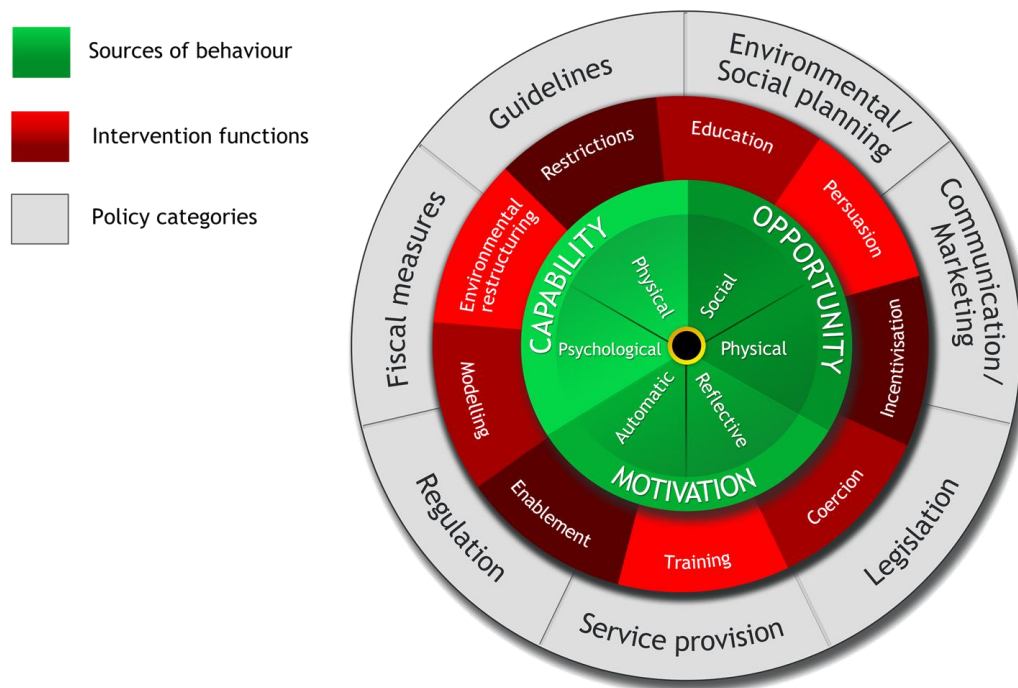 Sources of behaviour
Intervention functions
Policy categories
Guidelines
Environmental/
Social planning
Communication/
Marketing
Legislation
Service provision
Regulation
Fiscal measures
Restrictions
Education
Persuasion
Incentivisation
Coercion
Training
Enablement
Modelling
Environmental
restructuring
CAPABILITY
OPPORTUNITY
MOTIVATION
Physical
Social
Psychological
Physical
Automatic
Reflective